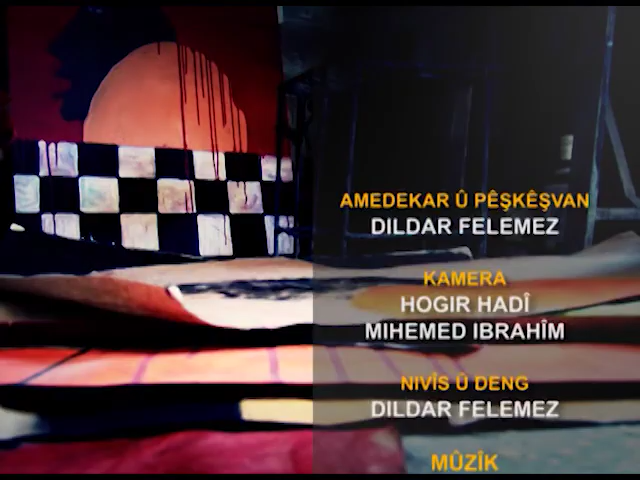 AMEDEKAR Û PÊŞKÊŞVAN
DILDAR FELEMEZ
KAMERA
HOGIR HADÎ
MIHEMED IBRAHÎM
NIVÎS Û DENG
DILDAR FELEMEZ
MÛZÎK